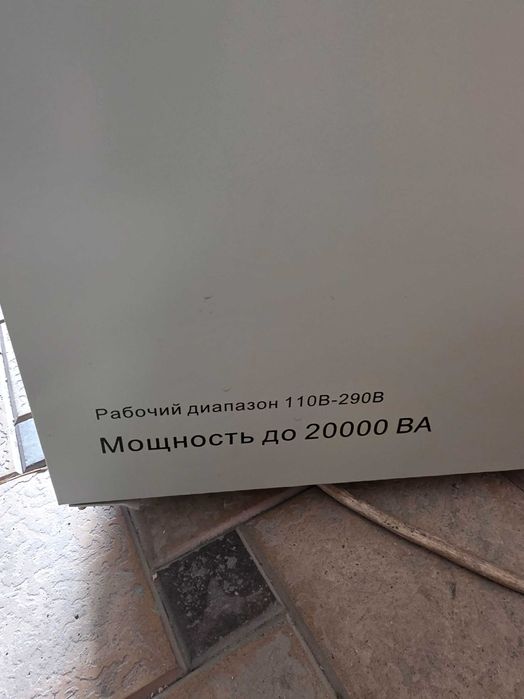 Рабочий диапазон 110В-290В
Мощность до 20000 ВА